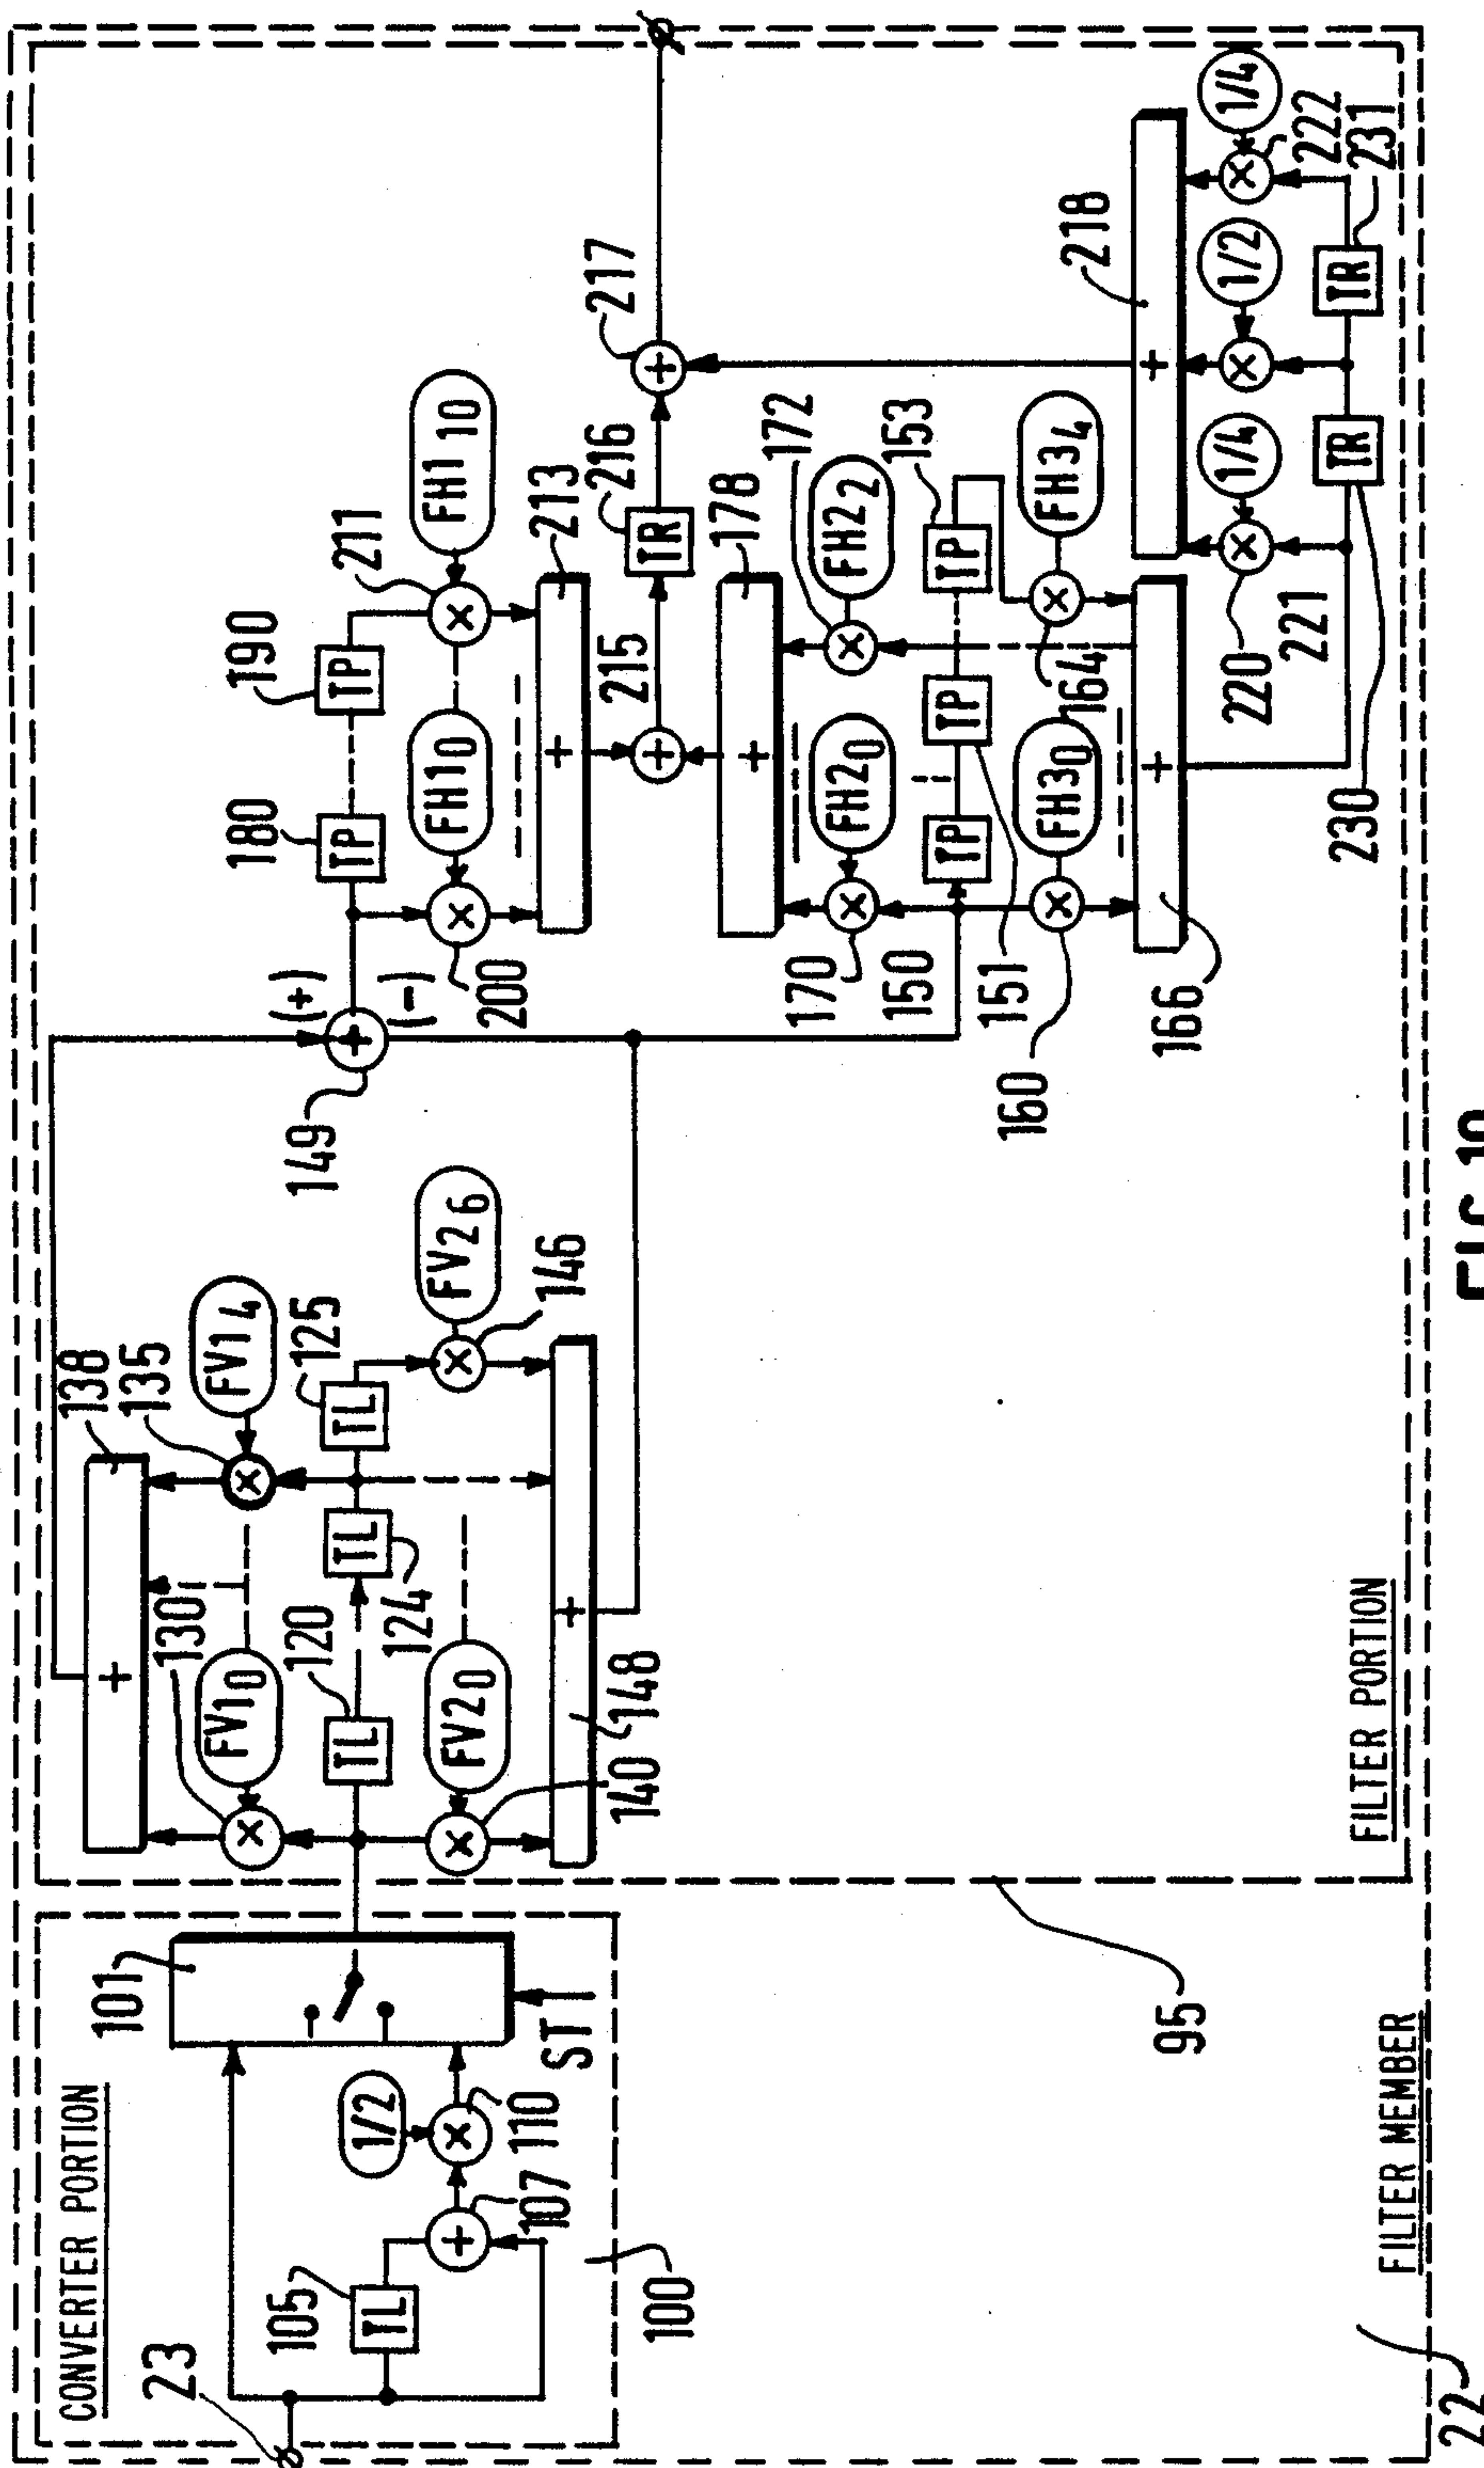 CONVERTER PORTION
23
105
TL
107
+
1/2
×
110
101
ST
100
138
+
135
130
×
FV1 0
×
FV1 4
120
TL
TL
124
TL
125
×
FV2 0
FV2 6
×
146
140
+
148
149
+
(+)
(-)
180
TP
190
TP
211
FH1 0
FH1 10
×
×
200
+
213
215
+
216
TR
217
+
178
+
172
170
×
FH2 0
×
FH2 2
150
TP
TP
TP
153
151
160
×
FH3 0
164
×
FH3 4
166
+
218
+
220
×
1/4
×
1/2
×
1/4
221
222
230
TR
TR
231
FILTER PORTION
95
FILTER MEMBER
22